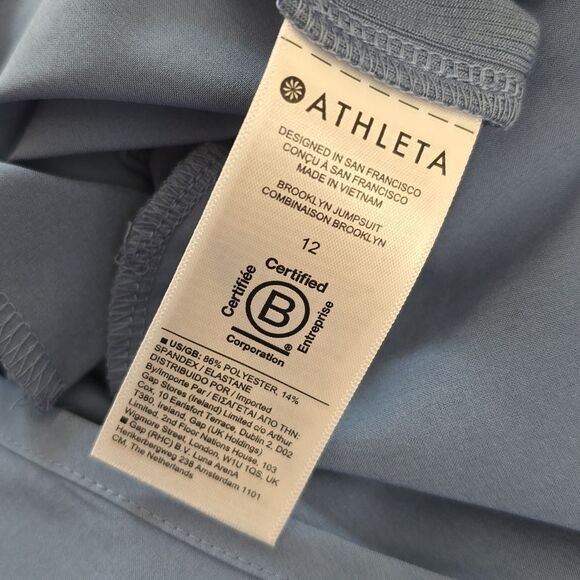 ATHLETA
DESIGNED IN SAN FRANCISCO
CONÇU À SAN FRANCISCO
MADE IN VIETNAM
BROOKLYN JUMPSUIT
COMBINAISON BROOKLYN
12
Certified
Certifiée
B
Entreprise
®
Corporation
■ US/GB: 86% POLYESTER, 14%
SPANDEX / ELASTANE
DISTRIBUIDO POR / Imported
By/Importe Par / ΕΙΣΑΓΕΤΑΙ ΑΠΟ ΤΗΝ:
Gap Stores (Ireland) Limited c/o Arthur
Cox, 10 Earlsfort Terrace, Dublin 2, D02
T380, Ireland, Gap (UK Holdings)
Limited 2nd Floor Nations House, 103
Wigmore Street, London, W1U 1QS, UK
■ Gap (RHC) B.V. Luna ArenA
Herikerbergweg 238 Amsterdam 1101
CM, The Netherlands